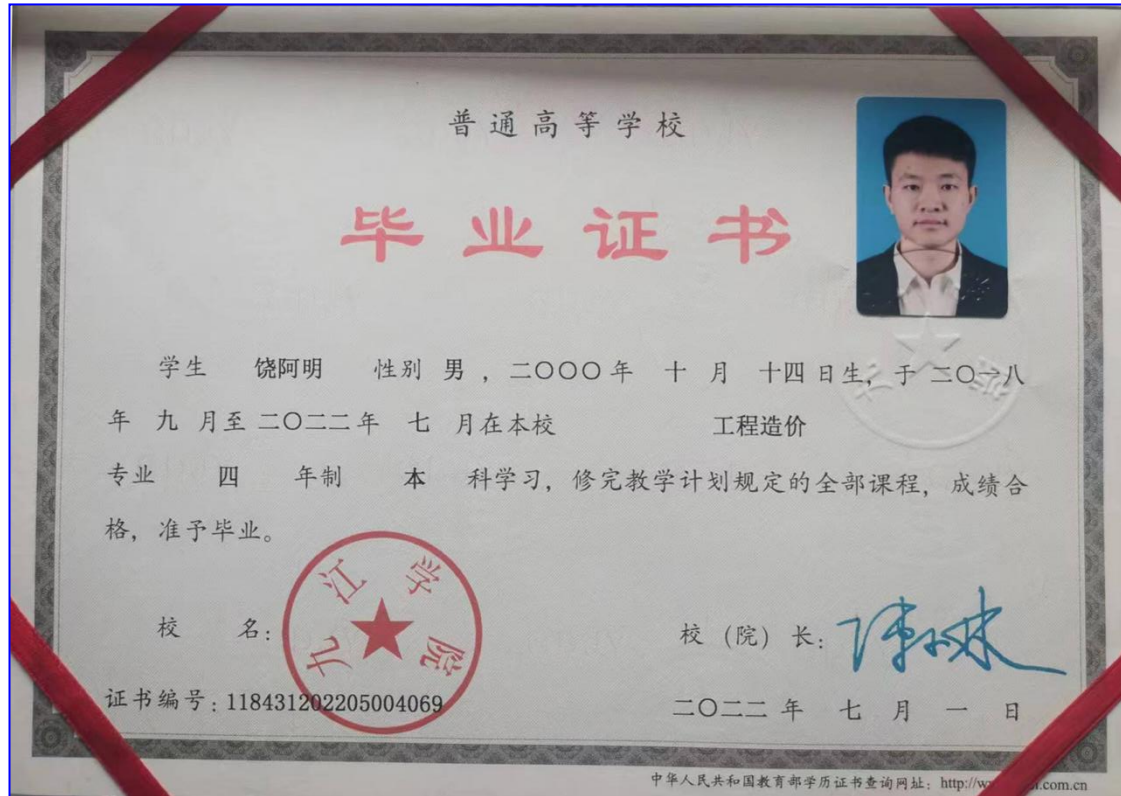 普通高等学校
毕业证书
学生 饶阿明 性别 男 ，二〇〇〇年 十 月 十四 日生，于 二〇一八
年 九 月至 二〇二二年 七 月在本校 工程造价
专业 四 年制 本 科学习，修完教学计划规定的全部课程，成绩合
格，准予毕业。
校 名：
九江学院
校（院）长：
证书编号：118431202205004069
二〇二二 年 七 月 一 日
中华人民共和国教育部学历证书查询网址：http://w
.com.cn